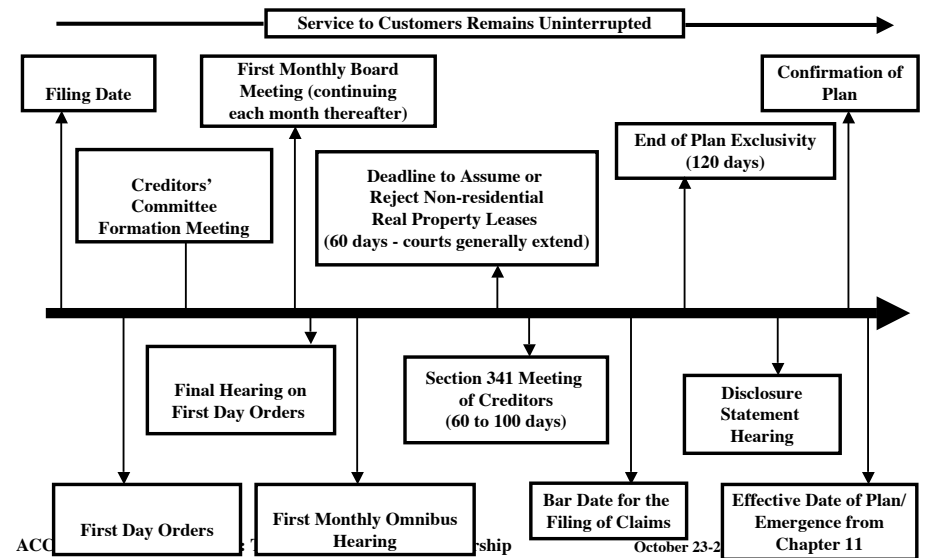 Service to Customers Remains Uninterrupted
Filing Date
First Monthly Board
Meeting (continuing
each month thereafter)
Confirmation of
Plan
End of Plan Exclusivity
(120 days)
Creditors’
Committee
Formation Meeting
Deadline to Assume or
Reject Non-residential
Real Property Leases
(60 days - courts generally extend)
Final Hearing on
First Day Orders
Section 341 Meeting
of Creditors
(60 to 100 days)
Disclosure
Statement
Hearing
First Day Orders
First Monthly Omnibus
Hearing
Bar Date for the
Filing of Claims
Effective Date of Plan/
Emergence from
Chapter 11
October 23-2